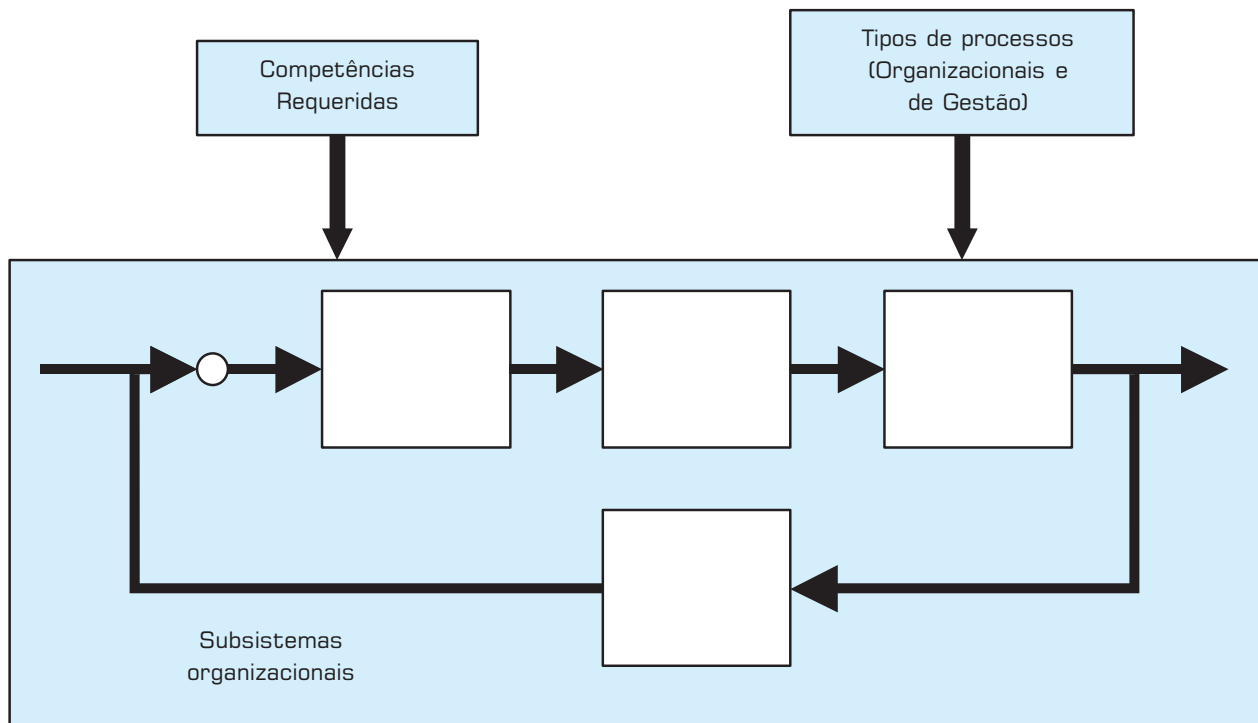 Competências
Requeridas
Tipos de processos
(Organizacionais e
de Gestão)
Subsistemas
organizacionais